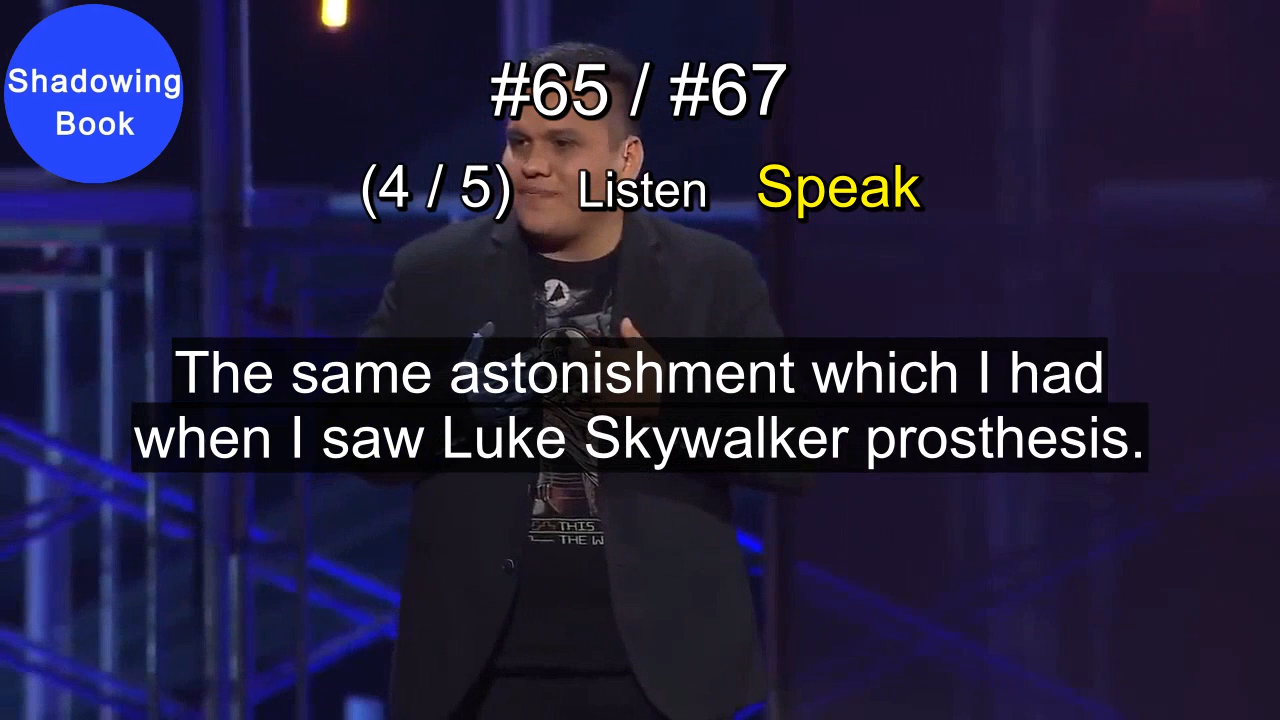 Shadowing
Book
#65 / #67
(4 / 5) Listen Speak
The same astonishment which I had
when I saw Luke Skywalker prosthesis.
THIS
THE W